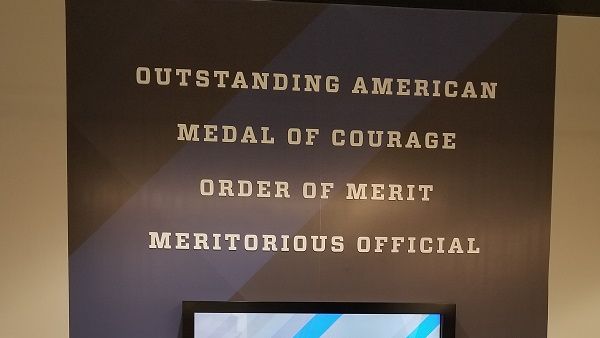 OUTSTANDING AMERICAN
MEDAL OF COURAGE
ORDER OF MERIT
MERITORIOUS OFFICIAL